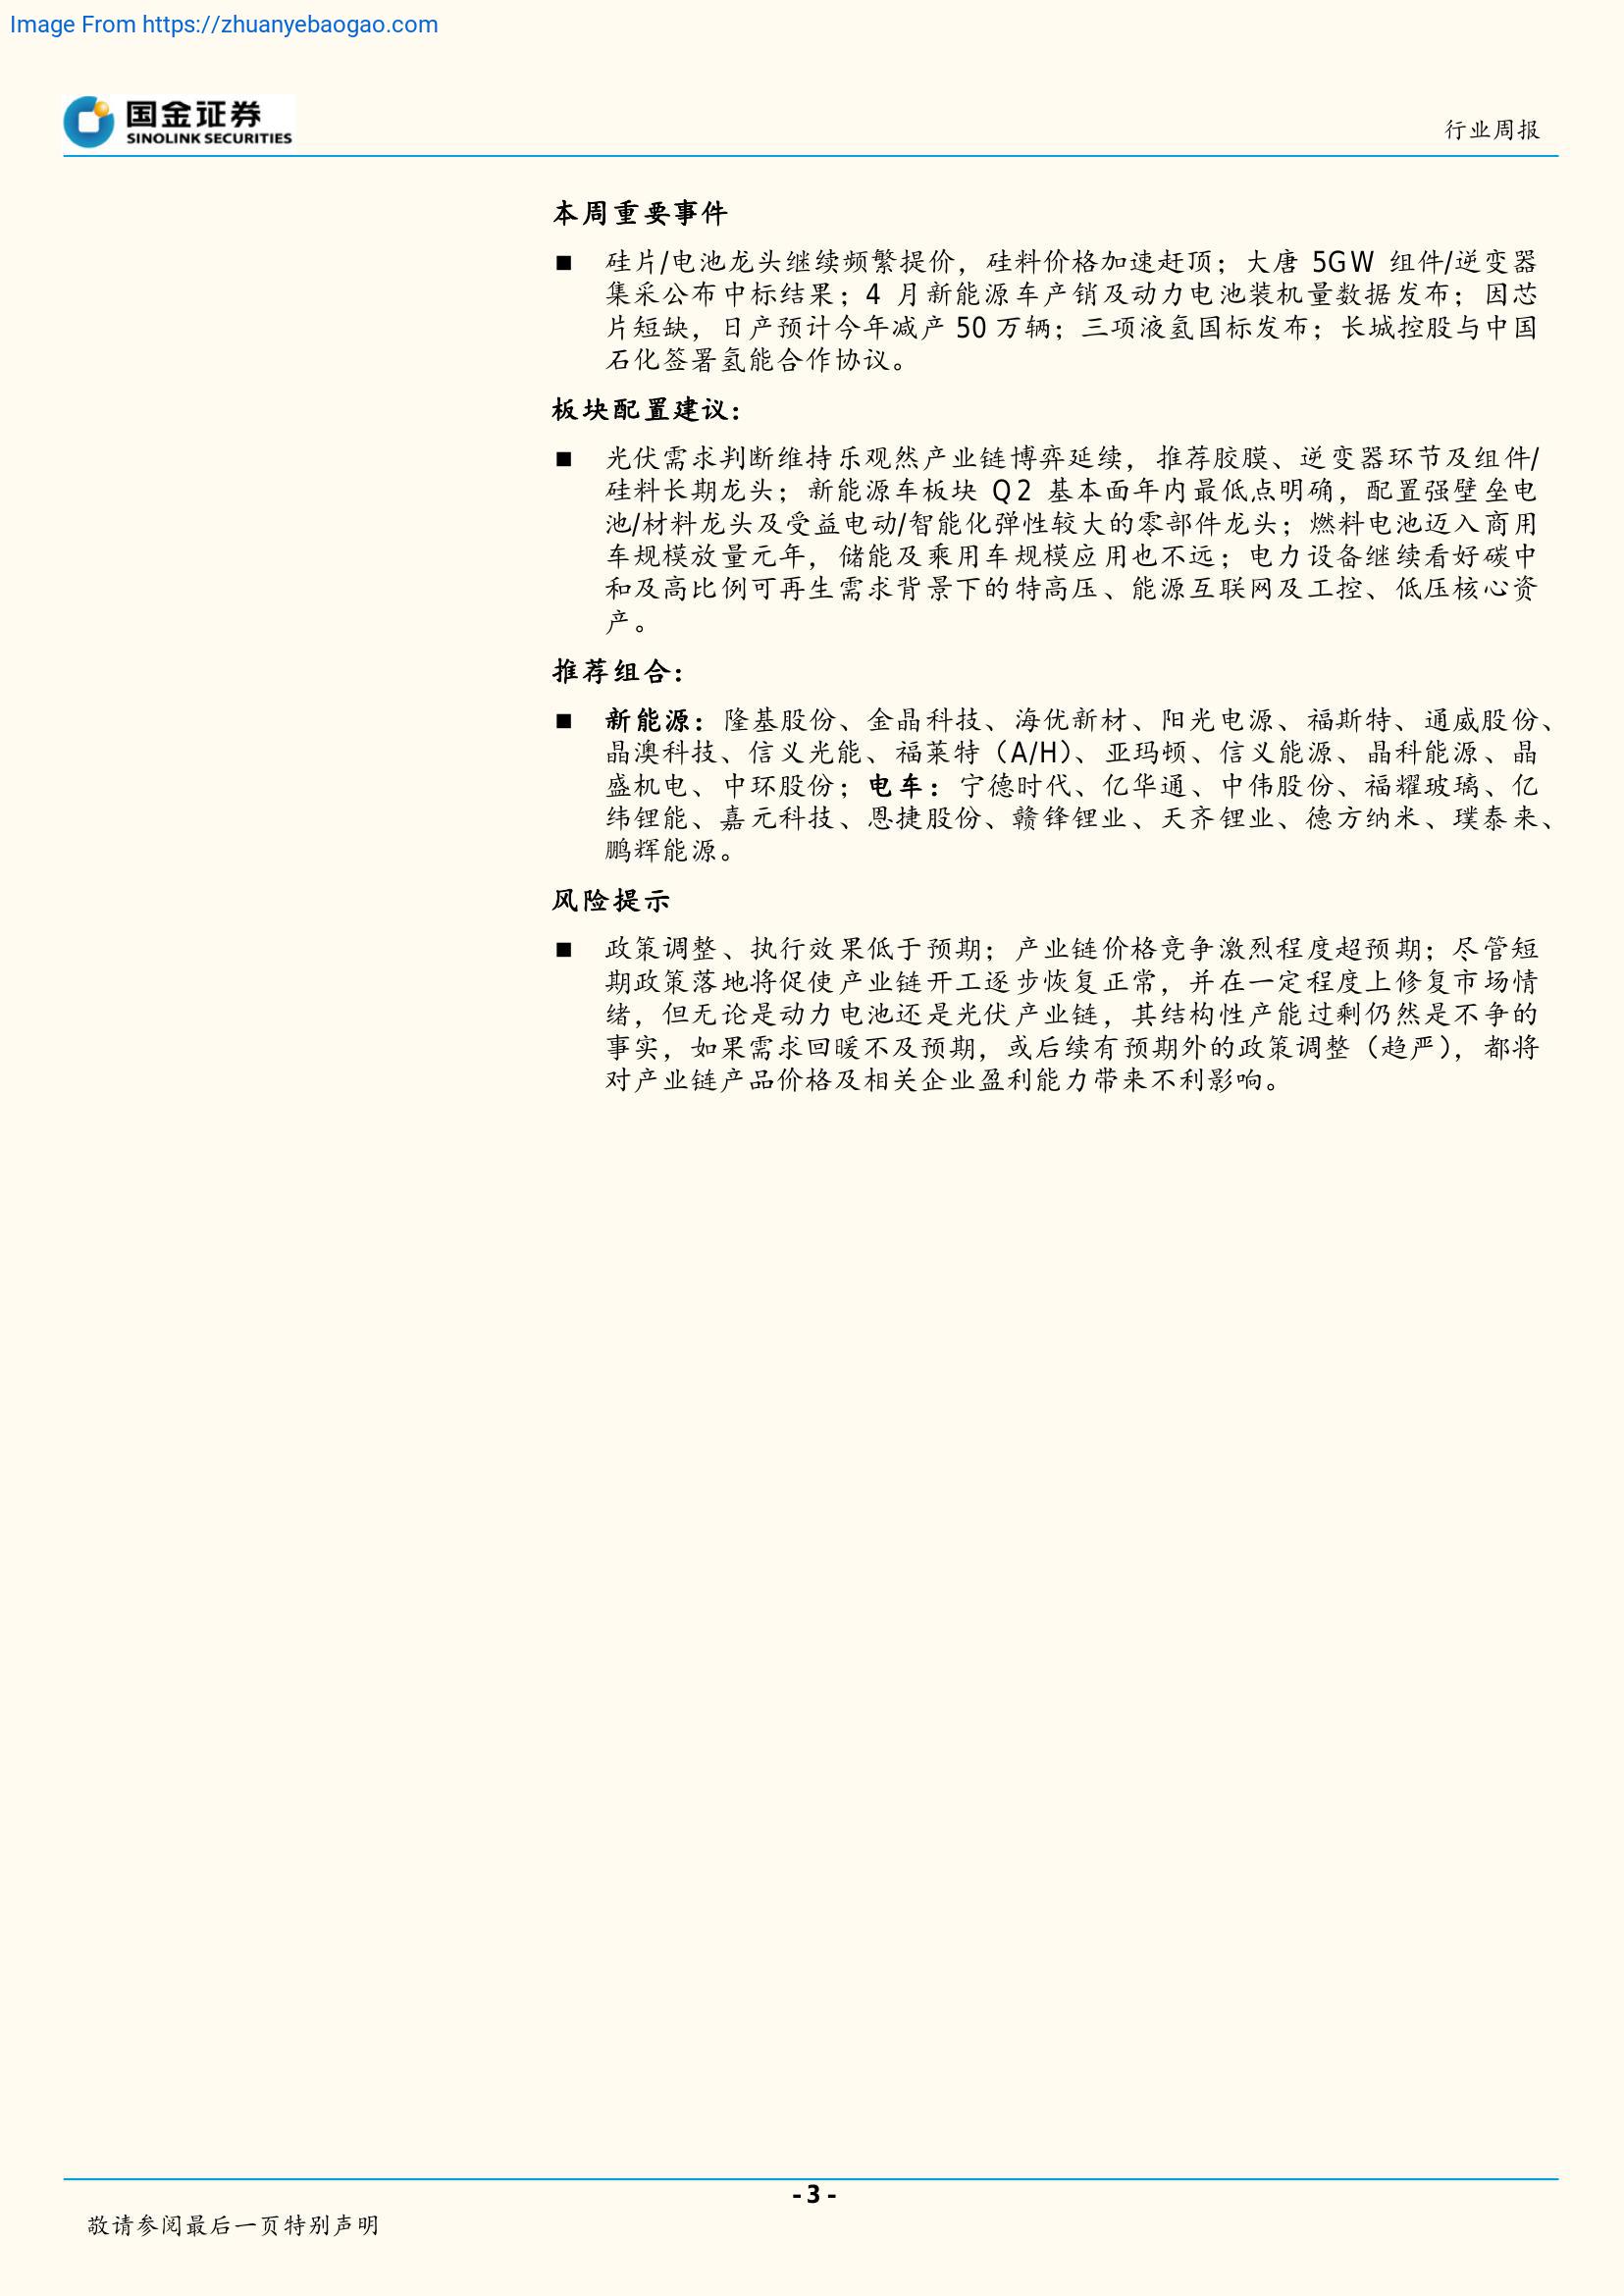 Image From https://zhuanyebaogao.com
国金证券
SINOLINK SECURITIES
行业周报
本周重要事件
■ 硅片/电池龙头继续频繁提价，硅料价格加速赶顶；大唐 5GW 组件/逆变器
集采公布中标结果；4 月新能源车产销及动力电池装机量数据发布；因芯
片短缺，日产预计今年减产 50 万辆；三项液氢国标发布；长城控股与中国
石化签署氢能合作协议。
板块配置建议：
■ 光伏需求判断维持乐观然产业链博弈延续，推荐胶膜、逆变器环节及组件/
硅料长期龙头；新能源车板块 Q2 基本面年内最低点明确，配置强壁垒电
池/材料龙头及受益电动/智能化弹性较大的零部件龙头；燃料电池迈入商用
车规模放量元年，储能及乘用车规模应用也不远；电力设备继续看好碳中
和及高比例可再生需求背景下的特高压、能源互联网及工控、低压核心资
产。
推荐组合：
■ 新能源：隆基股份、金晶科技、海优新材、阳光电源、福斯特、通威股份、
晶澳科技、信义光能、福莱特（A/H）、亚玛顿、信义能源、晶科能源、晶
盛机电、中环股份；电车：宁德时代、亿华通、中伟股份、福耀玻璃、亿
纬锂能、嘉元科技、恩捷股份、赣锋锂业、天齐锂业、德方纳米、璞泰来、
鹏辉能源。
风险提示
■ 政策调整、执行效果低于预期；产业链价格竞争激烈程度超预期；尽管短
期政策落地将促使产业链开工逐步恢复正常，并在一定程度上修复市场情
绪，但无论是动力电池还是光伏产业链，其结构性产能过剩仍然是不争的
事实，如果需求回暖不及预期，或后续有预期外的政策调整（趋严），都将
对产业链产品价格及相关企业盈利能力带来不利影响。
- 3 -
敬请参阅最后一页特别声明